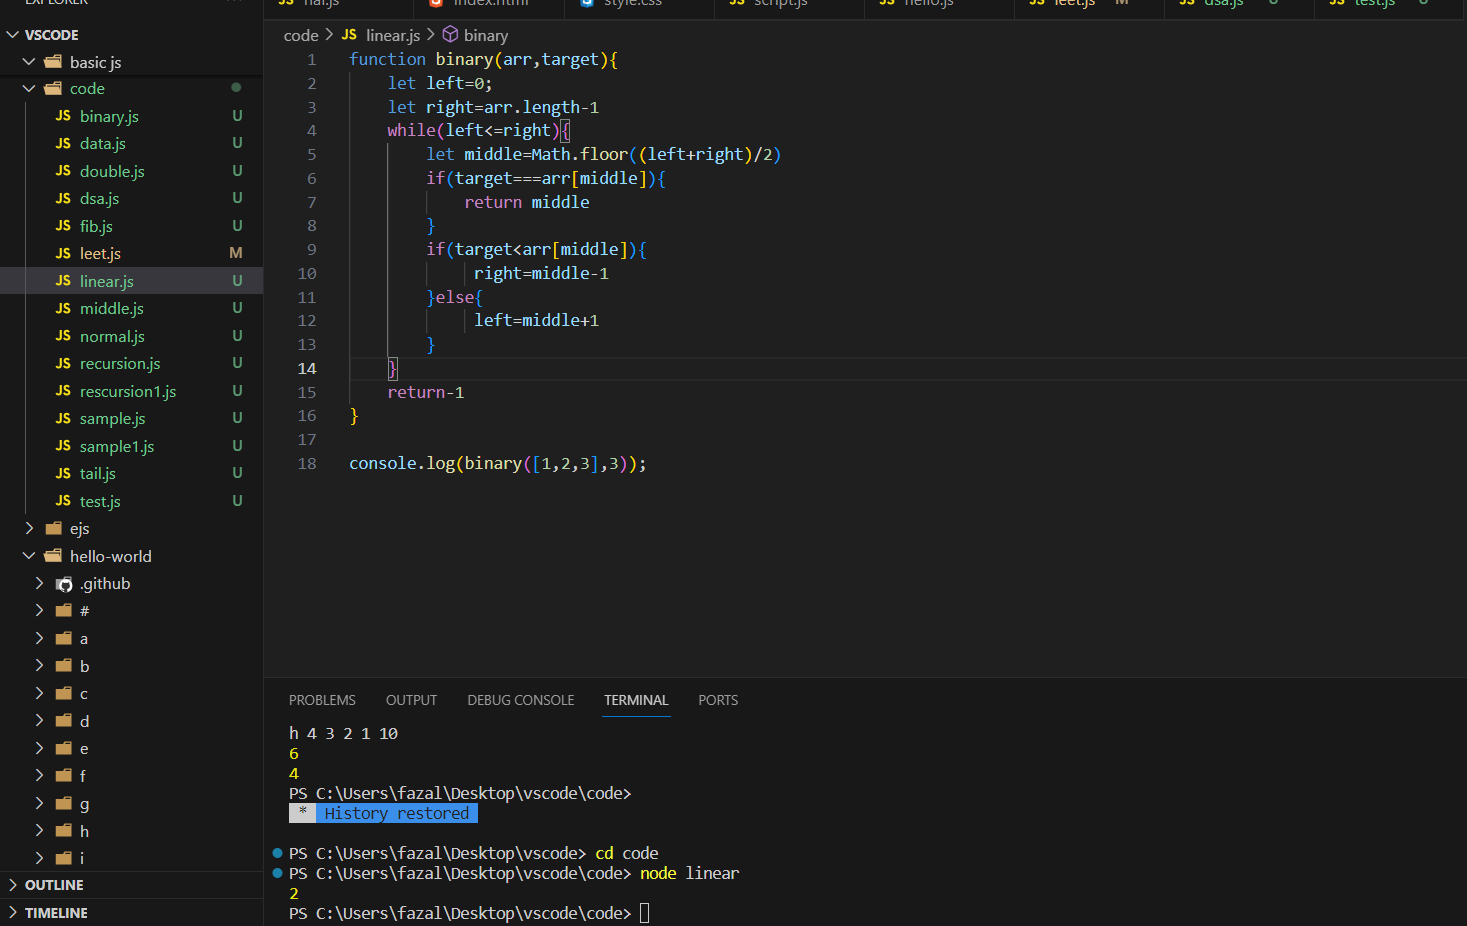 EXPLORER
hai.js
index.html
style.css
script.js
hello.js
leet.js M
dsa.js U
test.js U
VSCODE
basic js
code
JS binary.js U
JS data.js U
JS double.js U
JS dsa.js U
JS fib.js U
JS leet.js M
JS linear.js U
JS middle.js U
JS normal.js U
JS recursion.js U
JS rescursion1.js U
JS sample.js U
JS sample1.js U
JS tail.js U
JS test.js U
ejs
hello-world
.github
#
a
b
c
d
e
f
g
h
i
OUTLINE
TIMELINE
code > JS linear.js > binary
1 function binary(arr,target){
2     let left=0;
3     let right=arr.length-1
4     while(left<=right){
5         let middle=Math.floor((left+right)/2)
6         if(target===arr[middle]){
7             return middle
8         }
9         if(target<arr[middle]){
10              right=middle-1
11         }else{
12              left=middle+1
13         }
14     }
15     return-1
16 }
17
18 console.log(binary([1,2,3],3));
PROBLEMS OUTPUT DEBUG CONSOLE TERMINAL PORTS
h 4 3 2 1 10
6
4
PS C:\Users\fazal\Desktop\vscode\code>
* History restored
PS C:\Users\fazal\Desktop\vscode> cd code
PS C:\Users\fazal\Desktop\vscode\code> node linear
2
PS C:\Users\fazal\Desktop\vscode\code>